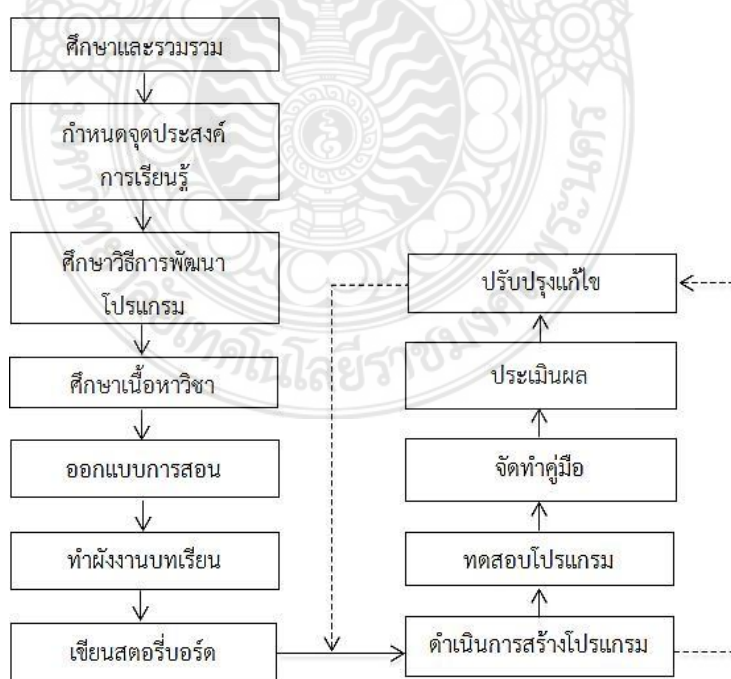 ศึกษาและรวมรวม
กำหนดจุดประสงค์
การเรียนรู้
ศึกษาวิธีการพัฒนา
โปรแกรม
ศึกษาเนื้อหาวิชา
ออกแบบการสอน
ทำผังงานบทเรียน
เขียนสตอรี่บอร์ด
ปรับปรุงแก้ไข
ประเมินผล
จัดทำคู่มือ
ทดสอบโปรแกรม
ดำเนินการสร้างโปรแกรม